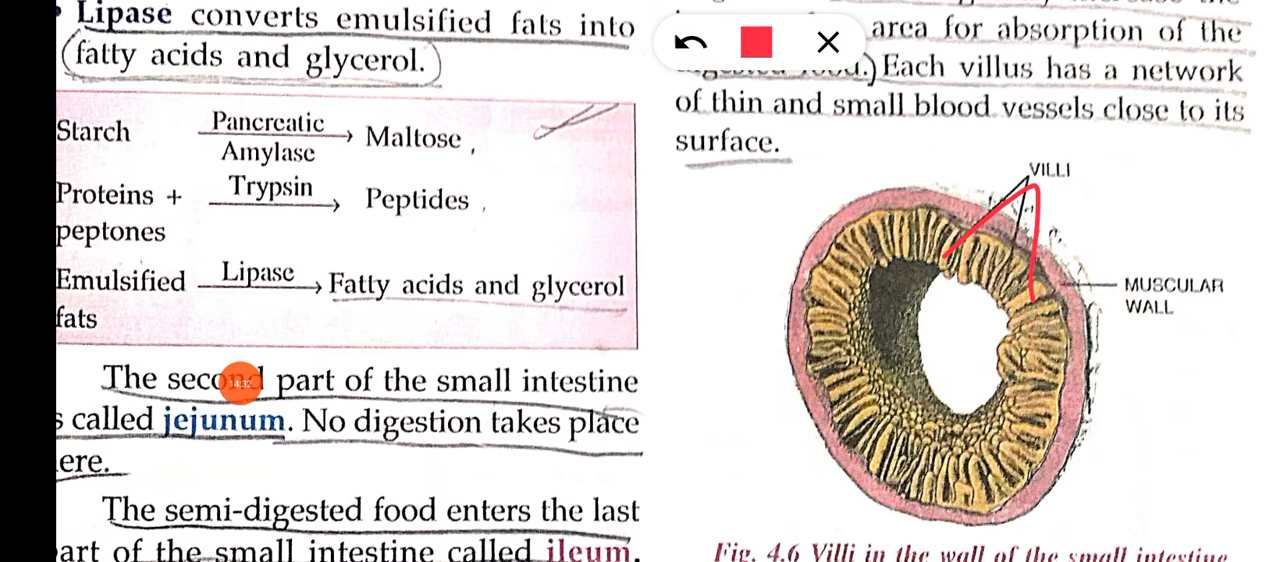 Lipase converts emulsified fats into
fatty acids and glycerol.
Starch Pancreatic Amylase Maltose
Proteins + peptones Trypsin Peptides
Emulsified fats Lipase Fatty acids and glycerol
The second part of the small intestine
s called jejunum. No digestion takes place
ere.
The semi-digested food enters the last
art of the small intestine called ileum.
14:32
area for absorption of the
food.) Each villus has a network
of thin and small blood vessels close to its
surface.
VILLI
MUSCULAR
WALL
Fig. 4.6 Villi in the wall of the small intestine